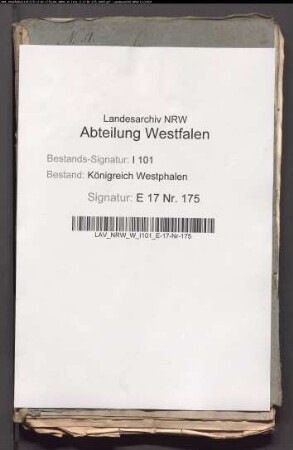 Landesarchiv NRW
Abteilung Westfalen
Bestands-Signatur: I 101
Bestand: Königreich Westphalen
Signatur: E 17 Nr. 175
LAV_NRW_W_I101_E-17-Nr-175